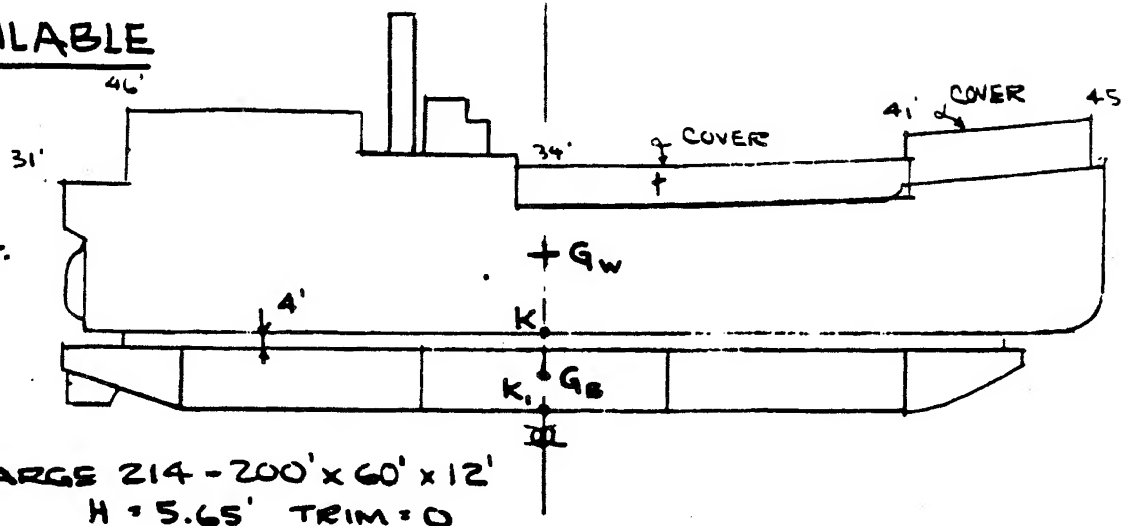 ILABLE
46'
31'
COVER
34'
41'
COVER
45
4'
+ Gw
K
GB
K1
ARGE 214 - 200' x 60' x 12'
H = 5.65' TRIM = 0